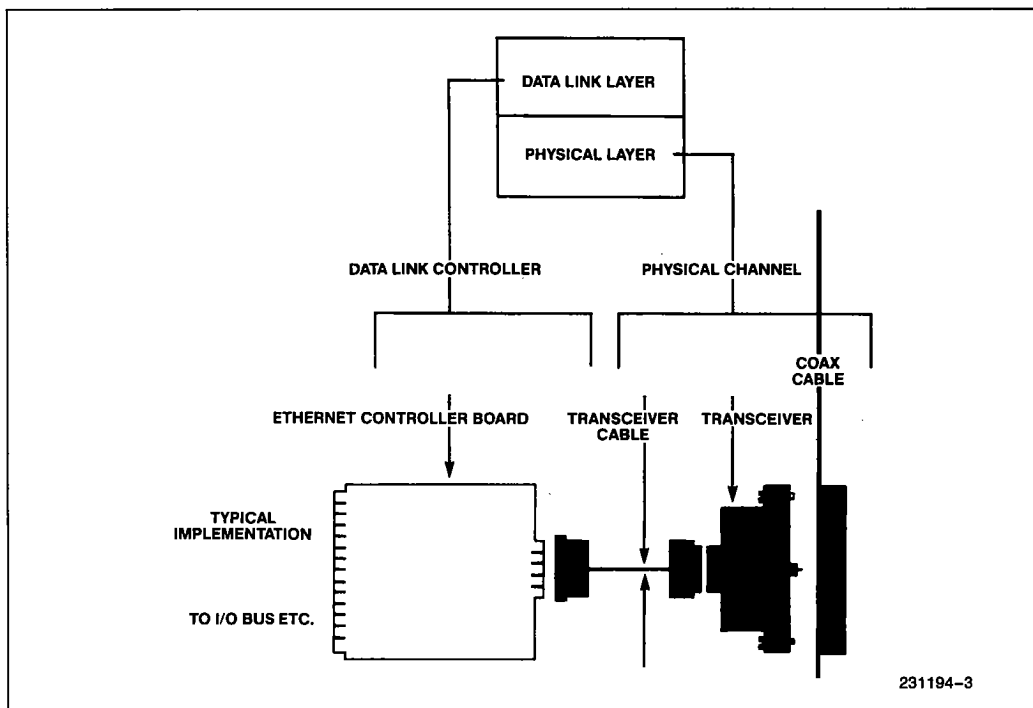 DATA LINK LAYER
PHYSICAL LAYER
DATA LINK CONTROLLER
PHYSICAL CHANNEL
COAX
CABLE
ETHERNET CONTROLLER BOARD
TRANSCEIVER
CABLE
TRANSCEIVER
TYPICAL
IMPLEMENTATION
TO I/O BUS ETC.
231194–3